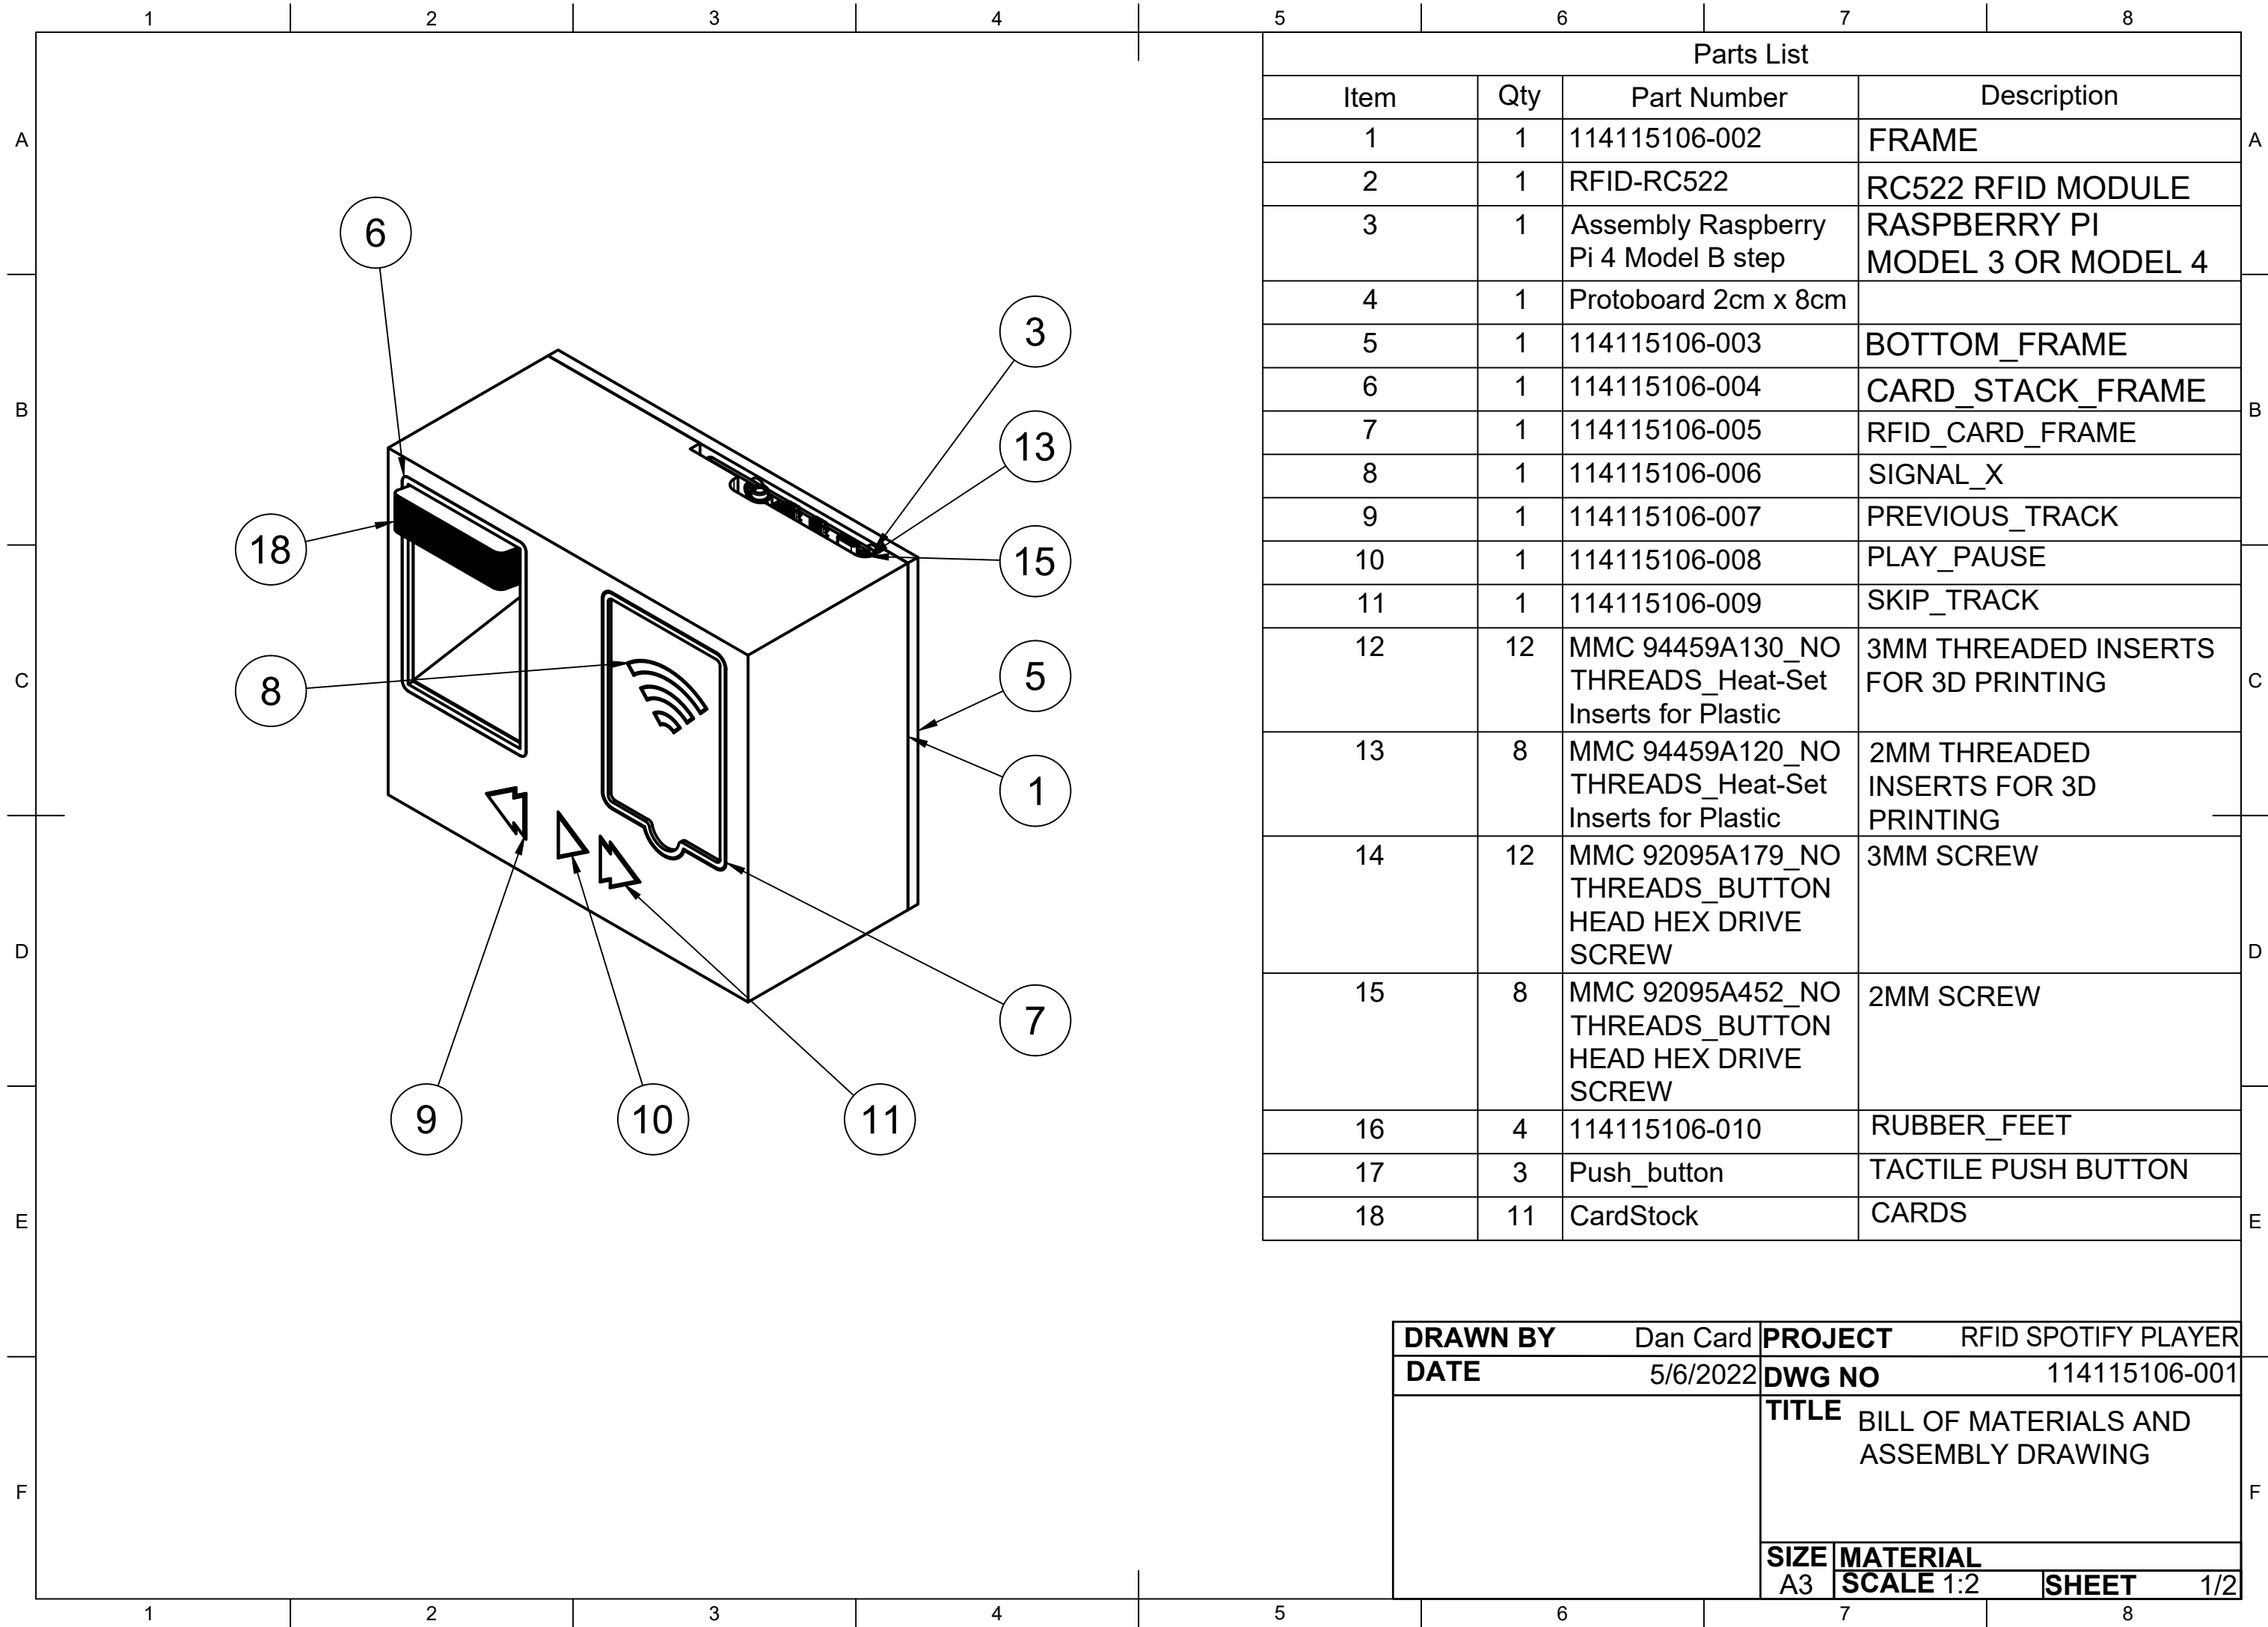 1 2 3 4 5 6 7 8
Parts List
Item Qty Part Number Description
A A
1 1 114115106-002 FRAME
2 1 RFID-RC522 RC522 RFID MODULE
3 1 Assembly Raspberry RASPBERRY PI
Pi 4 Model B step MODEL 3 OR MODEL 4
4 1 Protoboard 2cm x 8cm
5 1 114115106-003 BOTTOM_FRAME
6 1 114115106-004 CARD_STACK_FRAME
B B
7 1 114115106-005 RFID_CARD_FRAME
8 1 114115106-006 SIGNAL_X
9 1 114115106-007 PREVIOUS_TRACK
10 1 114115106-008 PLAY_PAUSE
11 1 114115106-009 SKIP_TRACK
12 12 MMC 94459A130_NO 3MM THREADED INSERTS
THREADS_Heat-Set FOR 3D PRINTING
Inserts for Plastic
C C
13 8 MMC 94459A120_NO 2MM THREADED
THREADS_Heat-Set INSERTS FOR 3D
Inserts for Plastic PRINTING
14 12 MMC 92095A179_NO 3MM SCREW
THREADS_BUTTON
HEAD HEX DRIVE
SCREW
D D
15 8 MMC 92095A452_NO 2MM SCREW
THREADS_BUTTON
HEAD HEX DRIVE
SCREW
16 4 114115106-010 RUBBER_FEET
17 3 Push_button TACTILE PUSH BUTTON
18 11 CardStock CARDS
E E
6
3
13
18
15
8
5
1
7
9
10
11
DRAWN BY Dan Card PROJECT RFID SPOTIFY PLAYER
DATE 5/6/2022 DWG NO 114115106-001
TITLE BILL OF MATERIALS AND
ASSEMBLY DRAWING
F F
SIZE MATERIAL
A3 SCALE 1:2 SHEET 1/2
1 2 3 4 5 6 7 8